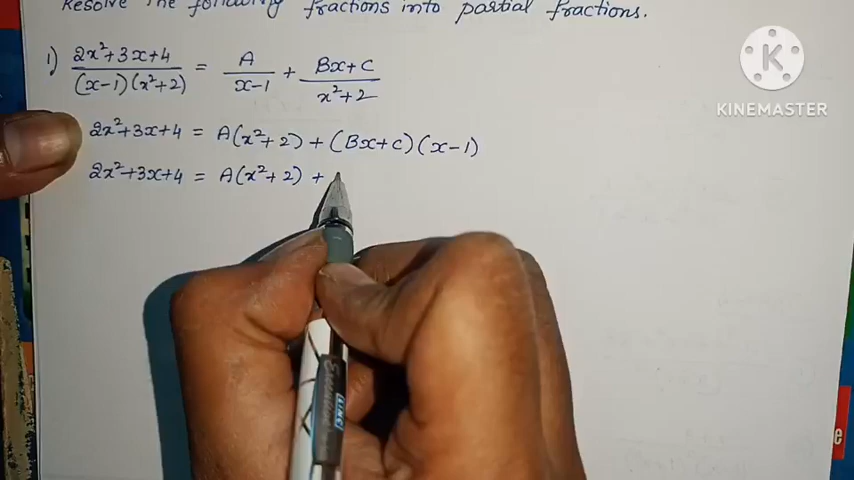 Resolve the following fractions into partial fractions.
1) (2x²+3x+4)/((x-1)(x²+2)) = A/(x-1) + (Bx+C)/(x²+2)
2x²+3x+4 = A(x²+2) + (Bx+C)(x-1)
2x²+3x+4 = A(x²+2) +
KINEMASTER